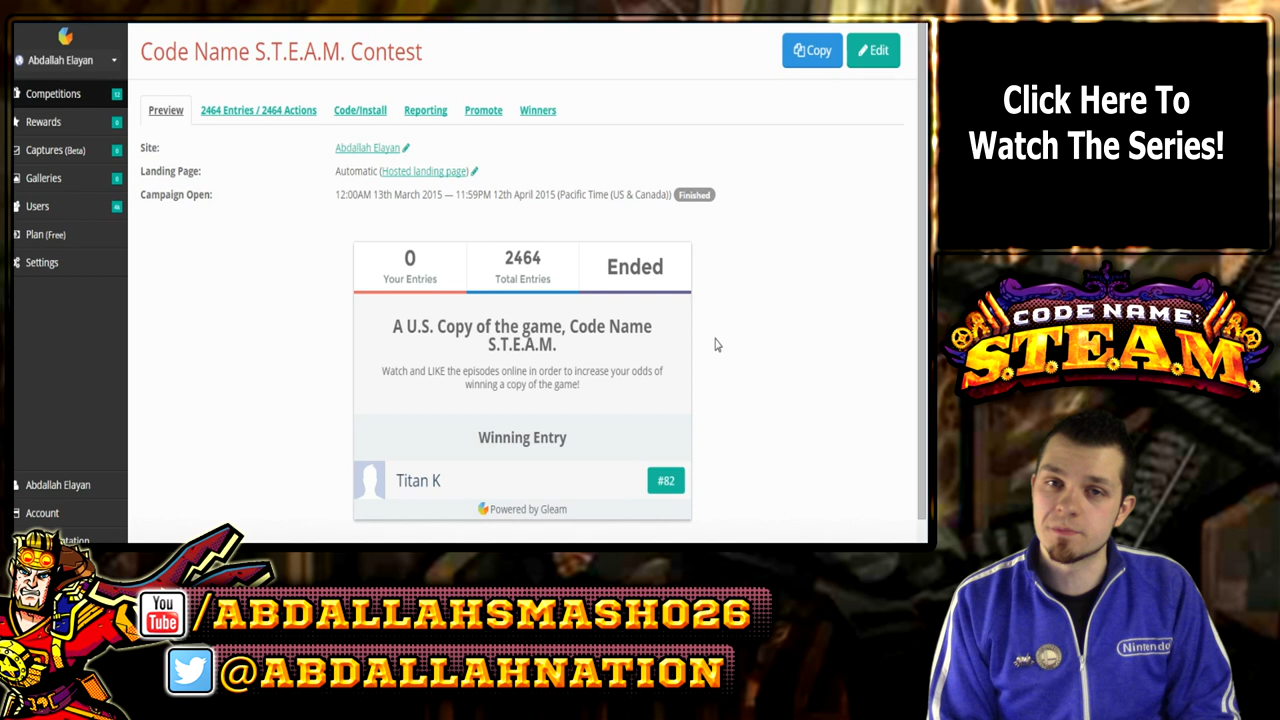 Code Name S.T.E.A.M. Contest
Copy
Edit
Abdallah Elayan
Competitions 12
Rewards
Captures (Beta)
Galleries
Users
Plan (Free)
Settings
Abdallah Elayan
Account
Preview
2464 Entries / 2464 Actions
Code/Install
Reporting
Promote
Winners
Site: Abdallah Elayan
Landing Page: Automatic (Hosted landing page)
Campaign Open: 12:00AM 13th March 2015 — 11:59PM 12th April 2015 (Pacific Time (US & Canada)) Finished
0
Your Entries
2464
Total Entries
Ended
A U.S. Copy of the game, Code Name
S.T.E.A.M.
Watch and LIKE the episodes online in order to increase your odds of
winning a copy of the game!
Winning Entry
Titan K #82
Powered by Gleam
Click Here To
Watch The Series!
CODE NAME:
S.T.E.A.M.
Nintendo
You
Tube
/ABDALLAHSMASH026
@ABDALLAHNATION